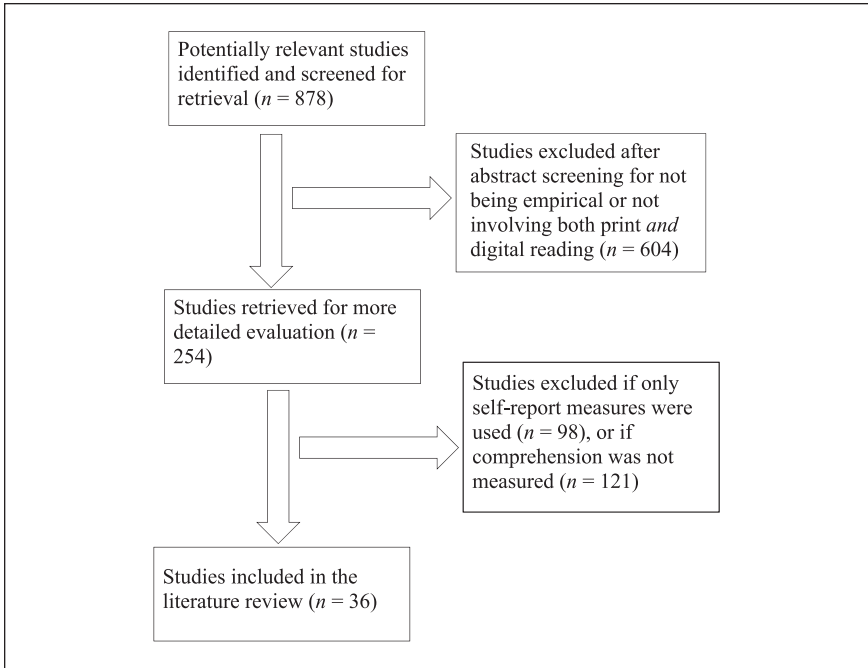 Potentially relevant studies
identified and screened for
retrieval (n = 878)
Studies excluded after
abstract screening for not
being empirical or not
involving both print and
digital reading (n = 604)
Studies retrieved for more
detailed evaluation (n =
254)
Studies excluded if only
self-report measures were
used (n = 98), or if
comprehension was not
measured (n = 121)
Studies included in the
literature review (n = 36)